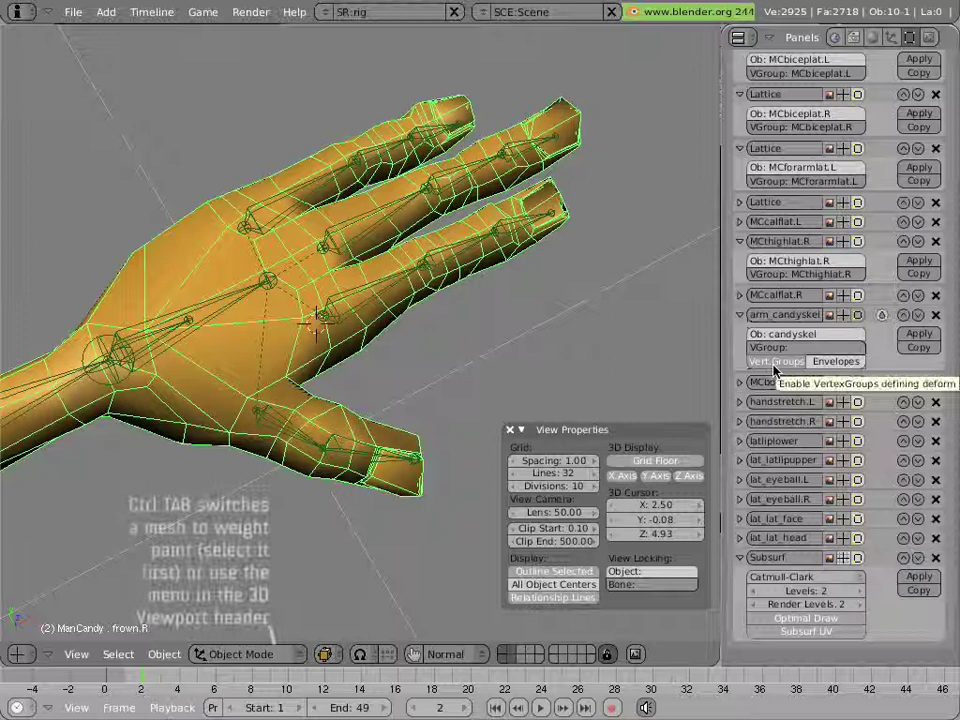 File Add Timeline Game Render Help SR:rig SCE:Scene www.blender.org 244 Ve:2925 Fa:2718 Ob:10-1 La:0
Panels
Ob: MCbiceplat.L Apply
VGroup: MCbiceplat.L Copy
Lattice
Ob: MCbiceplat.R Apply
VGroup: MCbiceplat.R Copy
Lattice
Ob: MCforarmlat.L Apply
VGroup: MCforarmlat.L Copy
Lattice
MCcalflat.L
MCthighlat.R
Ob: MCthighlat.R Apply
VGroup: MCthighlat.R Copy
MCcalflat.R
arm_candyskel
Ob: candyskel Apply
VGroup: Copy
Vert.Groups Envelopes
Enable VertexGroups defining deform
handstretch.L
handstretch.R
latliplower
lat_latlipupper
lat_eyeball.L
lat_eyeball.R
lat_lat_face
lat_lat_head
Subsurf
Catmull-Clark Apply
Levels: 2 Copy
Render Levels: 2
Optimal Draw
Subsurf UV
View Properties
Grid: 3D Display:
Spacing: 1.00 Grid Floor
Lines: 32 X Axis Y Axis Z Axis
Divisions: 10 3D Cursor:
View Camera: X: 2.50
Lens: 50.00 Y: -0.08
Clip Start: 0.10 Z: 4.93
Clip End: 500.00
Display: View Locking:
Outline Selected Object:
All Object Centers Bone:
Relationship Lines
Ctrl TAB switches
a mesh to weight
paint (select it
first) or use the
menu in the 3D
Viewport header
(2) ManCandy . frown.R
View Select Object Object Mode Normal
-4 -2 0 2 4 6 8 10 12 14 16 18 20 22 24 26 28 30 32 34 36 38 40 42 44 46
View Frame Playback Pr Start: 1 End: 49 2